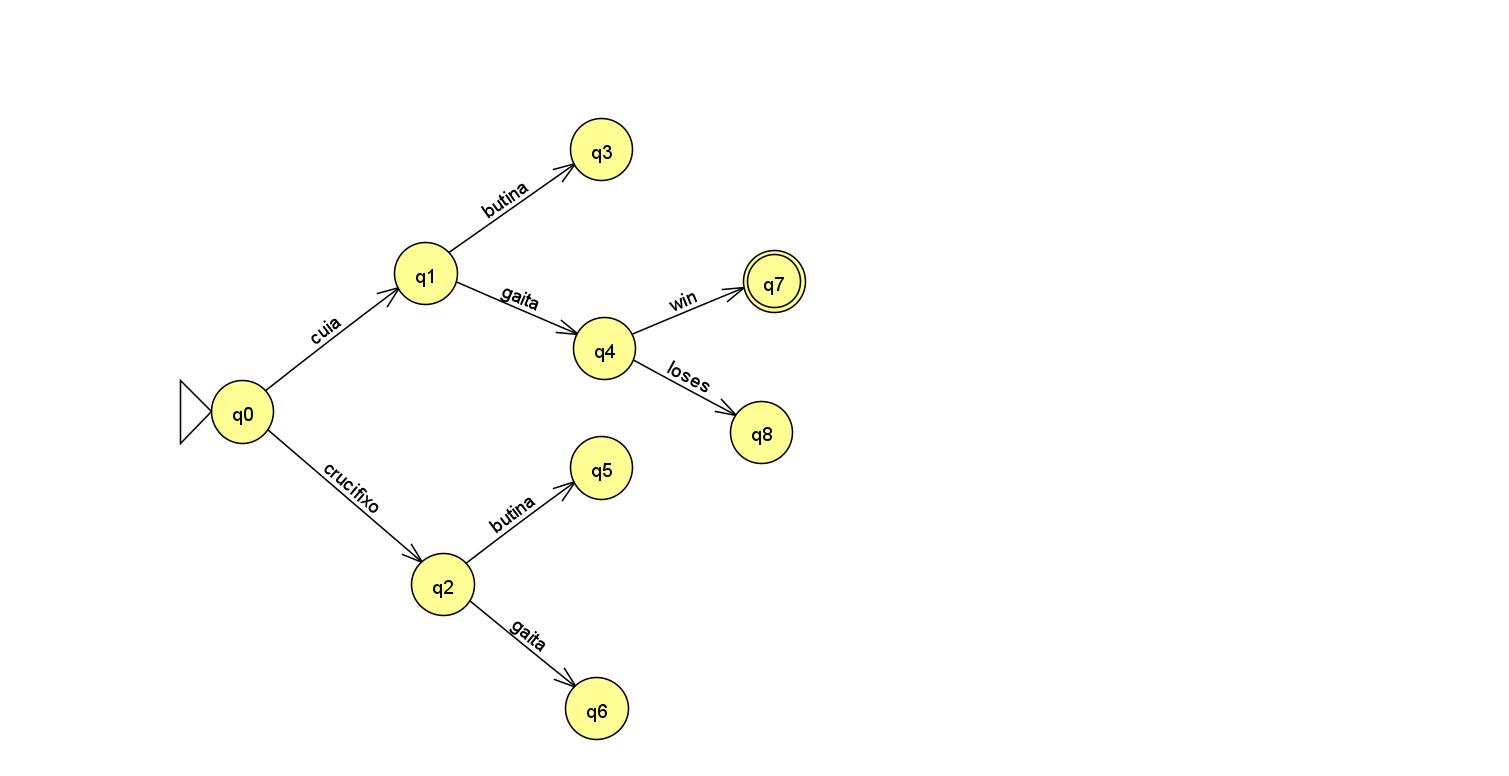 q3
butina
q1
gaita
q7
win
cuia
q4
loses
q0
q8
crucifixo
q5
butina
q2
gaita
q6